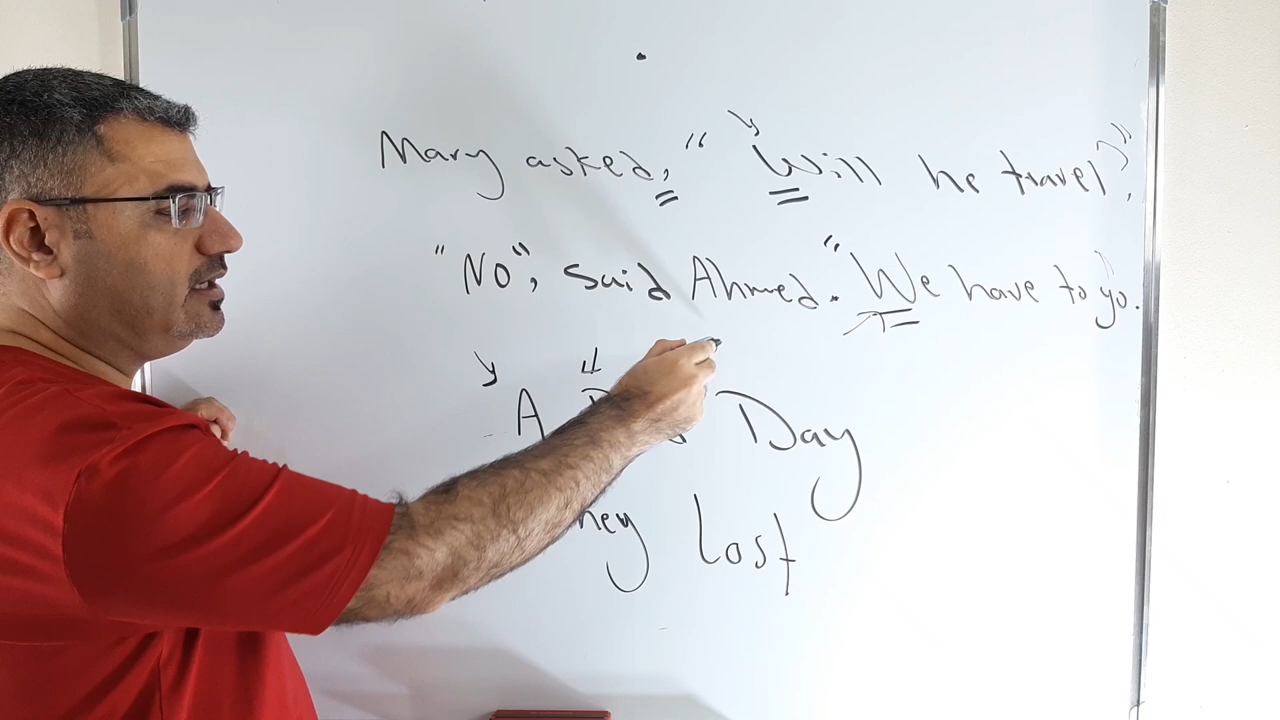 Mary asked, “ Will he travel?”.
"No", said Ahmed. “We have to go”.
A Day
Lost